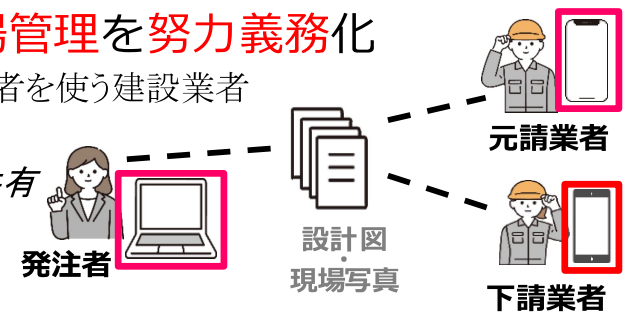 場管理を努力義務化
者を使う建設業者
元請業者
有
発注者
設計図
・
現場写真
下請業者